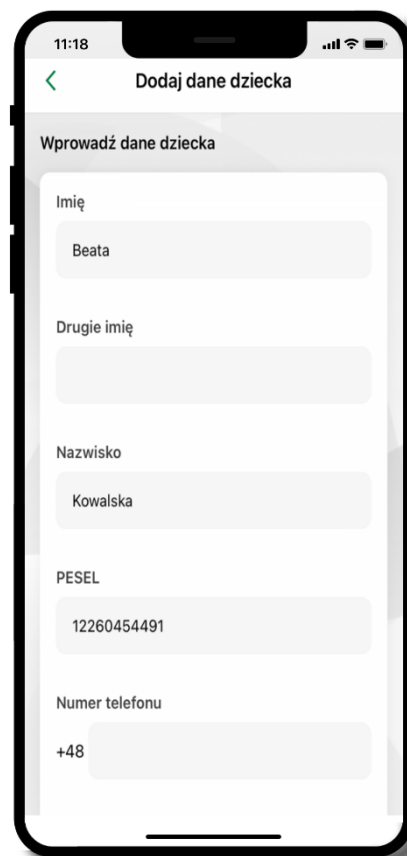 11:18
Dodaj dane dziecka
Wprowadź dane dziecka
Imię
Beata
Drugie imię
Nazwisko
Kowalska
PESEL
12260454491
Numer telefonu
+48